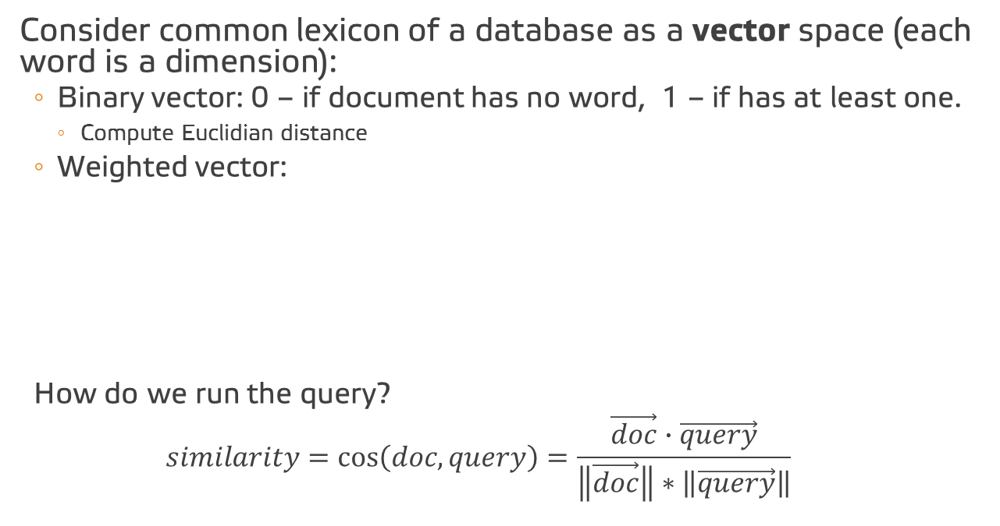 Consider common lexicon of a database as a vector space (each
word is a dimension):
◦ Binary vector: 0 – if document has no word, 1 – if has at least one.
◦ Compute Euclidian distance
◦ Weighted vector:
How do we run the query?
similarity = cos(doc, query) = \frac{\overrightarrow{doc} · \overrightarrow{query}}{‖\overrightarrow{doc}‖ * ‖\overrightarrow{query}‖}